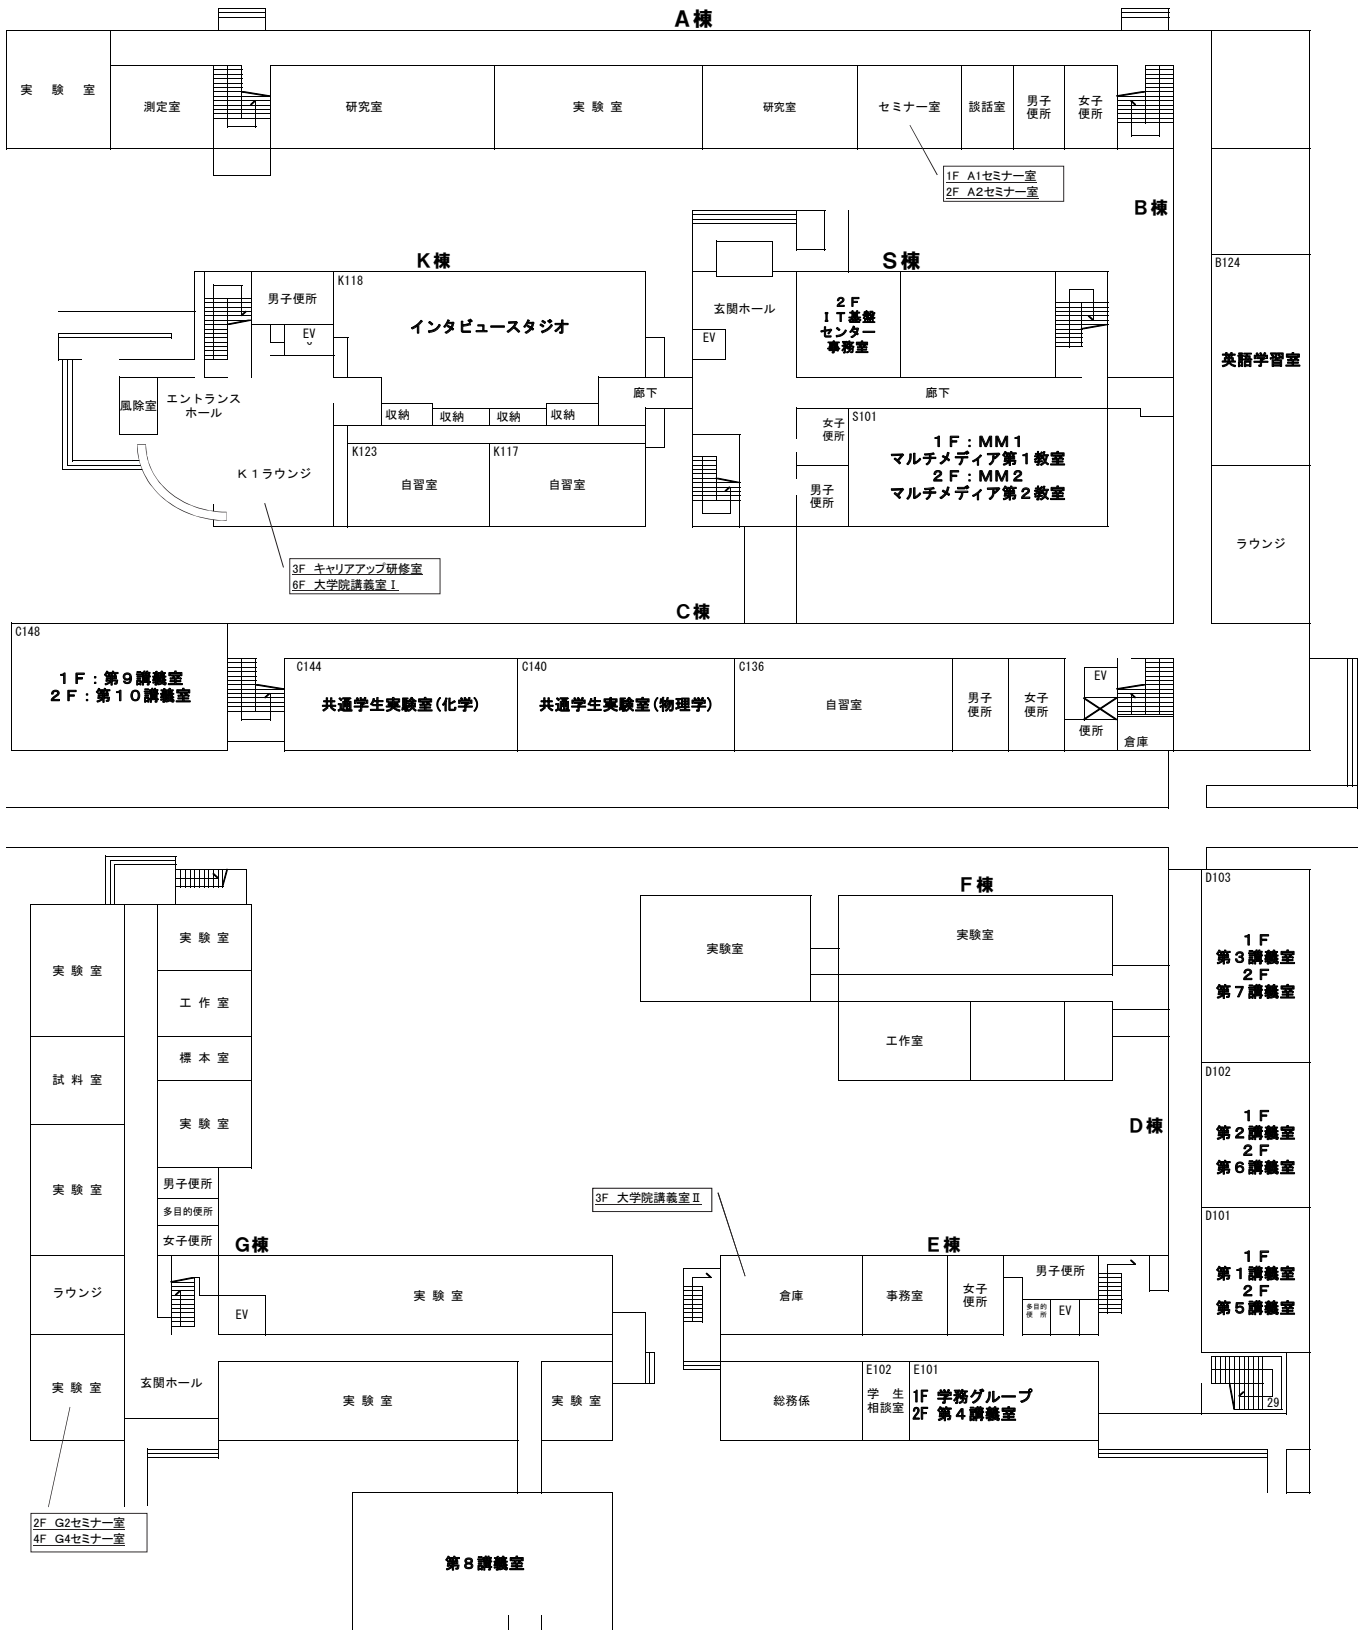 A棟
実 験 室
測定室
研究室
実 験 室
研究室
セミナー室
談話室
男子
便所
女子
便所
1F A1セミナー室
2F A2セミナー室
B棟
K棟
S棟
K118
男子便所
EV
インタビュースタジオ
玄関ホール
EV
2F
IT基盤
センター
事務室
B124
英語学習室
風除室
エントランス
ホール
収納
収納
収納
収納
廊下
廊下
K1ラウンジ
K123
自習室
K117
自習室
女子
便所
男子
便所
S101
1F:MM1
マルチメディア第1教室
2F:MM2
マルチメディア第2教室
ラウンジ
3F キャリアアップ研修室
6F 大学院講義室Ⅰ
C棟
C148
1F:第9講義室
2F:第10講義室
C144
共通学生実験室(化学)
C140
共通学生実験室(物理学)
C136
自習室
男子
便所
女子
便所
EV
便所
倉庫
F棟
実験室
実験室
工作室
D103
1F
第3講義室
2F
第7講義室
D棟
D102
1F
第2講義室
2F
第6講義室
D101
1F
第1講義室
2F
第5講義室
29
実 験 室
実 験 室
工 作 室
標 本 室
試 料 室
実 験 室
実 験 室
男子便所
多目的便所
女子便所
G棟
ラウンジ
EV
実 験 室
実 験 室
玄関ホール
実 験 室
実 験 室
2F G2セミナー室
4F G4セミナー室
第8講義室
3F 大学院講義室Ⅱ
E棟
倉庫
事務室
女子
便所
男子便所
多目的
便 所
EV
総務係
E102
学 生
相談室
E101
1F 学務グループ
2F 第4講義室